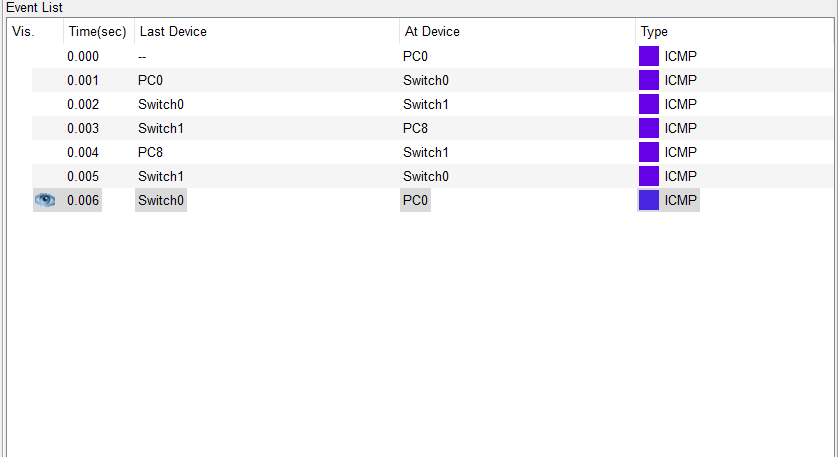 Event List
Vis. Time(sec) Last Device At Device Type
0.000 -- PC0 ICMP
0.001 PC0 Switch0 ICMP
0.002 Switch0 Switch1 ICMP
0.003 Switch1 PC8 ICMP
0.004 PC8 Switch1 ICMP
0.005 Switch1 Switch0 ICMP
0.006 Switch0 PC0 ICMP